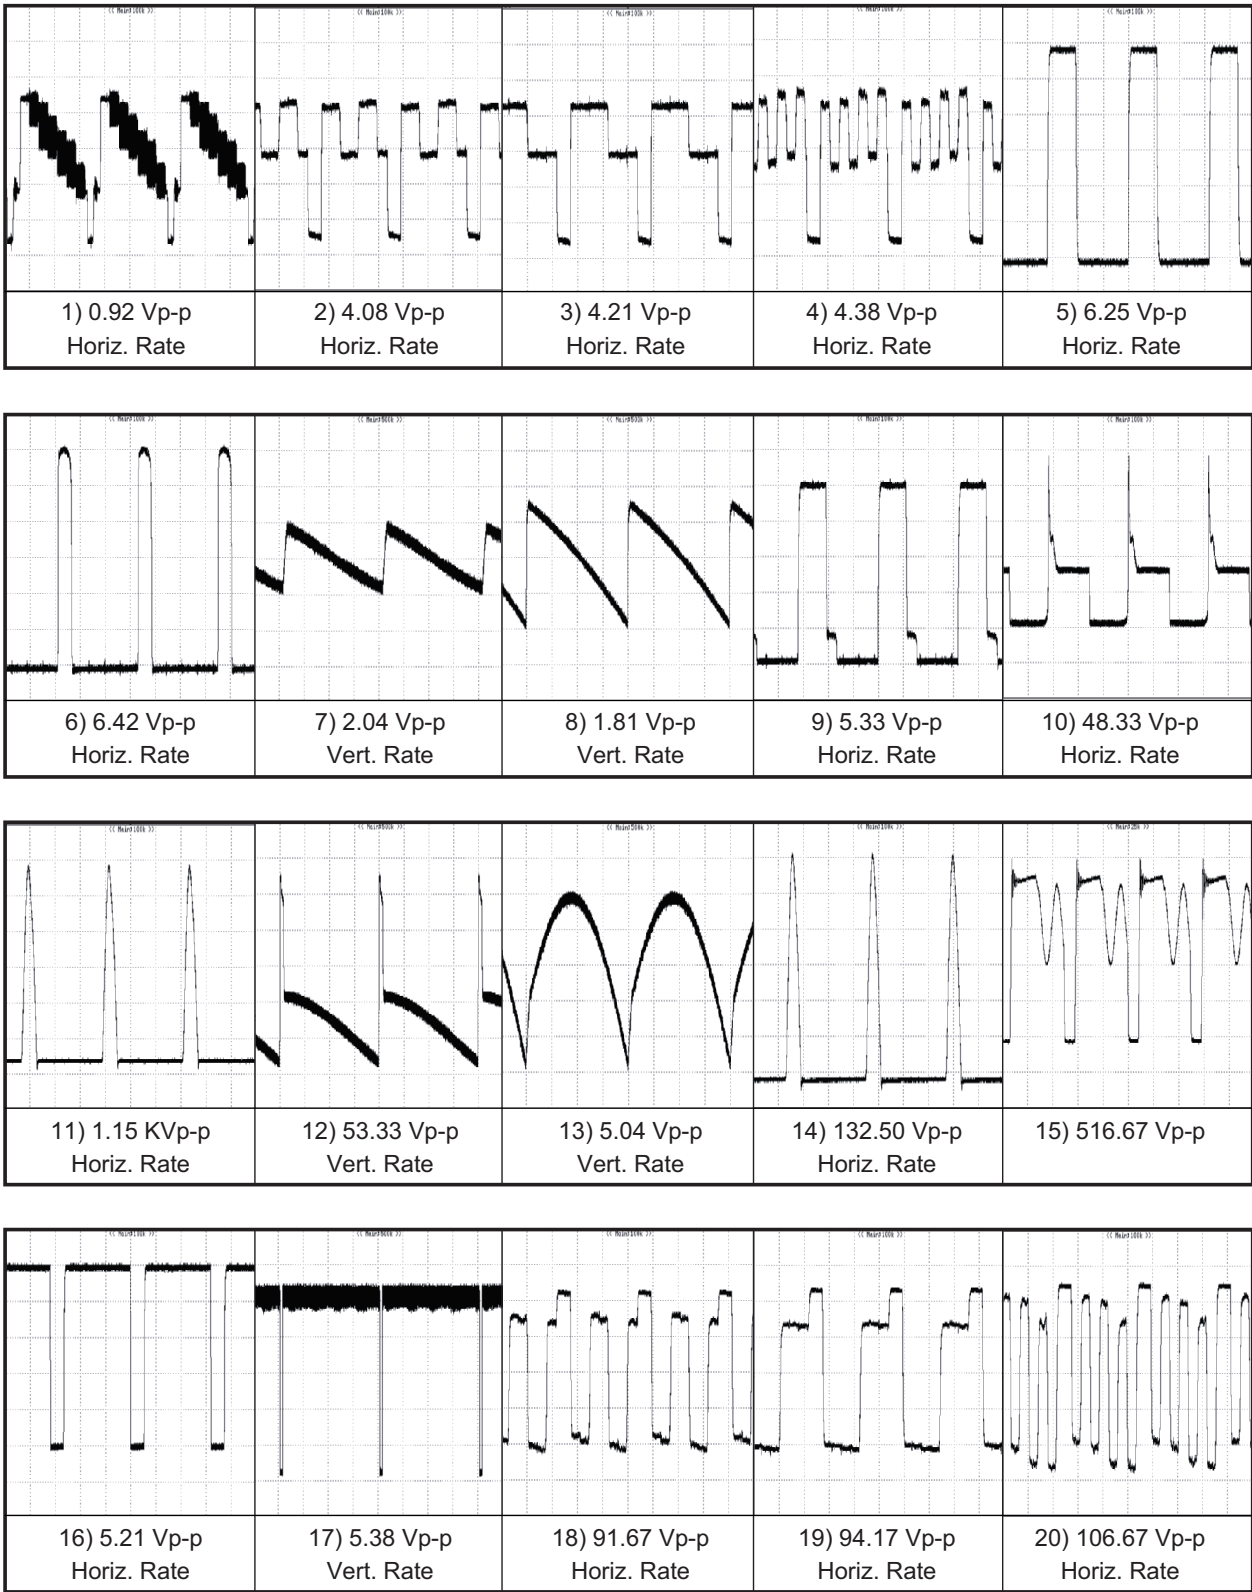 1) 0.92 Vp-p
Horiz. Rate
2) 4.08 Vp-p
Horiz. Rate
3) 4.21 Vp-p
Horiz. Rate
4) 4.38 Vp-p
Horiz. Rate
5) 6.25 Vp-p
Horiz. Rate
6) 6.42 Vp-p
Horiz. Rate
7) 2.04 Vp-p
Vert. Rate
8) 1.81 Vp-p
Vert. Rate
9) 5.33 Vp-p
Horiz. Rate
10) 48.33 Vp-p
Horiz. Rate
11) 1.15 KVp-p
Horiz. Rate
12) 53.33 Vp-p
Vert. Rate
13) 5.04 Vp-p
Vert. Rate
14) 132.50 Vp-p
Horiz. Rate
15) 516.67 Vp-p
16) 5.21 Vp-p
Horiz. Rate
17) 5.38 Vp-p
Vert. Rate
18) 91.67 Vp-p
Horiz. Rate
19) 94.17 Vp-p
Horiz. Rate
20) 106.67 Vp-p
Horiz. Rate